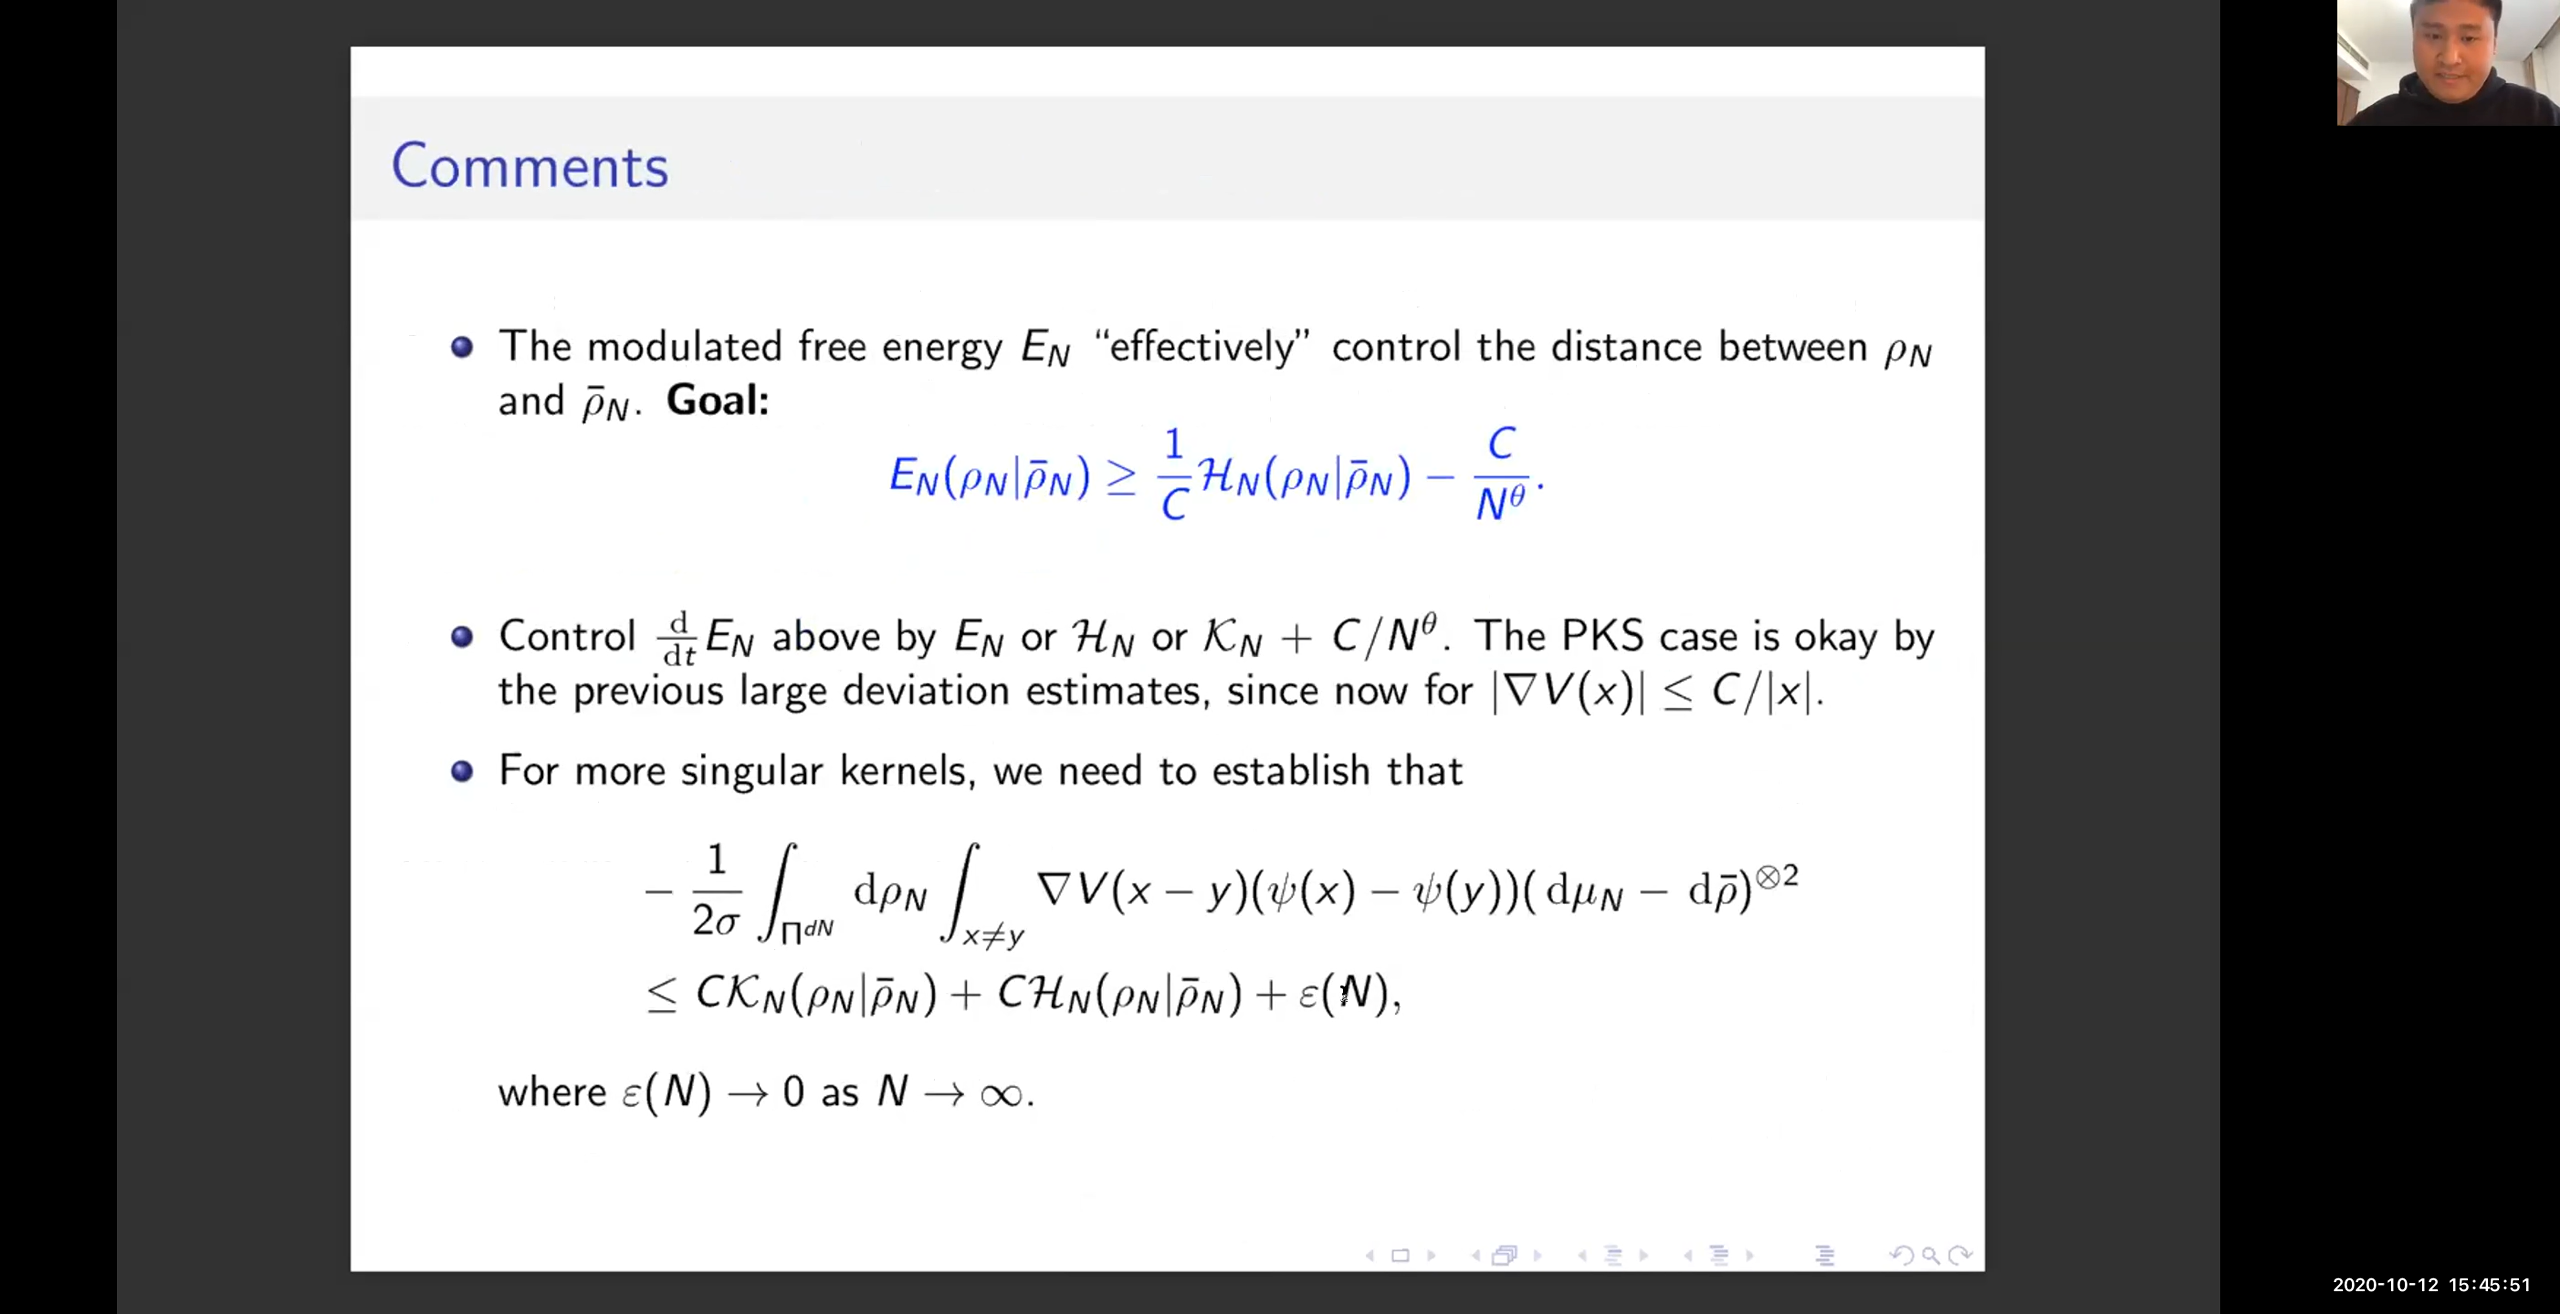 Comments
The modulated free energy E_N “effectively” control the distance between ρ_N
and ρ̄_N. Goal:
E_N(ρ_N|ρ̄_N) ≥ 1/C ℋ_N(ρ_N|ρ̄_N) − C/N^θ.
Control d/dt E_N above by E_N or ℋ_N or 𝒦_N + C/N^θ. The PKS case is okay by
the previous large deviation estimates, since now for |∇V(x)| ≤ C/|x|.
For more singular kernels, we need to establish that
− 1/2σ ∫_{Π^{dN}} dρ_N ∫_{x≠y} ∇V(x − y)(ψ(x) − ψ(y))(dμ_N − dρ̄)^{⊗2}
≤ C𝒦_N(ρ_N|ρ̄_N) + Cℋ_N(ρ_N|ρ̄_N) + ε(N),
where ε(N) → 0 as N → ∞.
2020-10-12 15:45:51